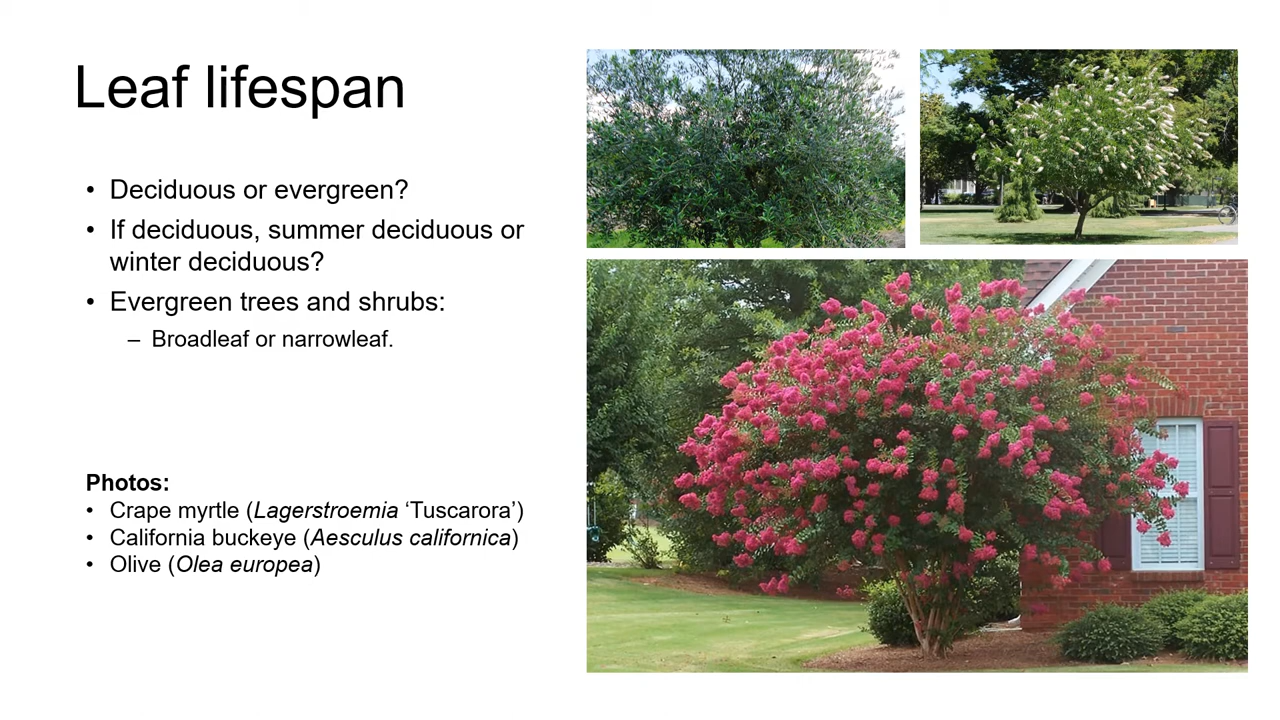 Leaf lifespan
• Deciduous or evergreen?
• If deciduous, summer deciduous or
winter deciduous?
• Evergreen trees and shrubs:
– Broadleaf or narrowleaf.
Photos:
• Crape myrtle (Lagerstroemia ‘Tuscarora’)
• California buckeye (Aesculus californica)
• Olive (Olea europea)